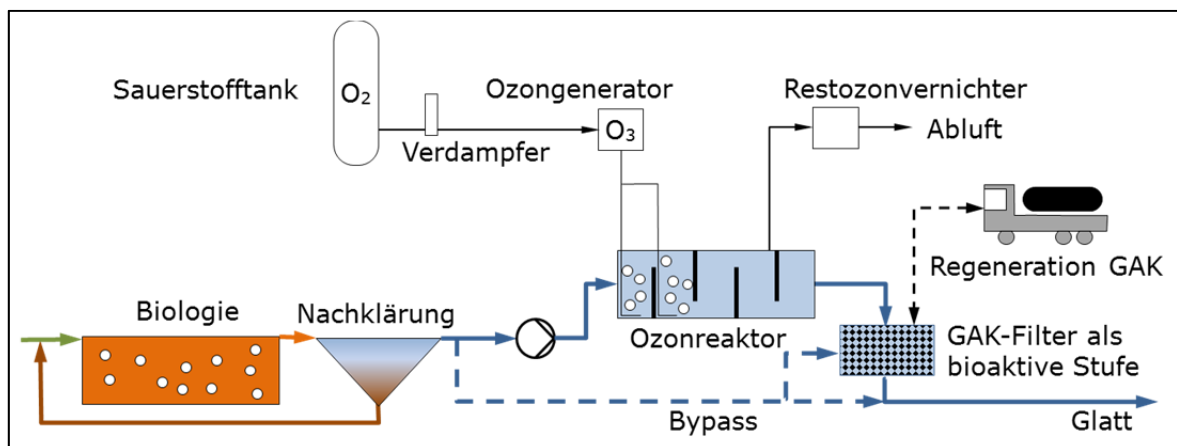 Sauerstofftank
O2
Verdampfer
Ozongenerator
O3
Restozonvernichter
Abluft
Regeneration GAK
Biologie
Nachklärung
Ozonreaktor
GAK-Filter als
bioaktive Stufe
Bypass
Glatt